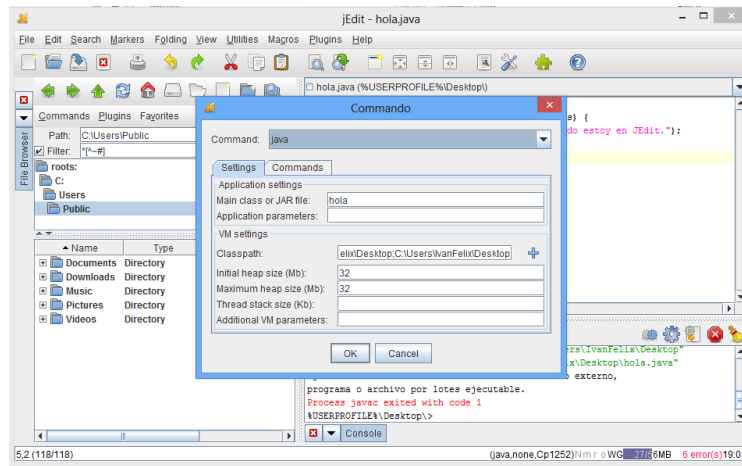 jEdit - hola.java
File Edit Search Markers Folding View Utilities Macros Plugins Help
hola.java (%USERPROFILE%\Desktop\)
Commands Plugins Favorites
Path: C:\Users\Public
Filter: *[^~#]
File Browser
roots:
C:
Users
Public
Name Type
Documents Directory
Downloads Directory
Music Directory
Pictures Directory
Videos Directory
Commando
Command: java
Settings Commands
Application settings
Main class or JAR file: hola
Application parameters:
VM settings
Classpath: elix\Desktop;C:\Users\IvanFelix\Desktop
Initial heap size (Mb): 32
Maximum heap size (Mb): 32
Thread stack size (Kb):
Additional VM parameters:
OK Cancel
s) {
do estoy en JEdit.");
ers\IvanFelix\Desktop"
ix\Desktop\hola.java"
o externo,
programa o archivo por lotes ejecutable.
Process javac exited with code 1
%USERPROFILE%\Desktop\>
Console
5,2 (118/118)
(java,none,Cp1252)N m r o WG 27/86MB 6 error(s)19:0